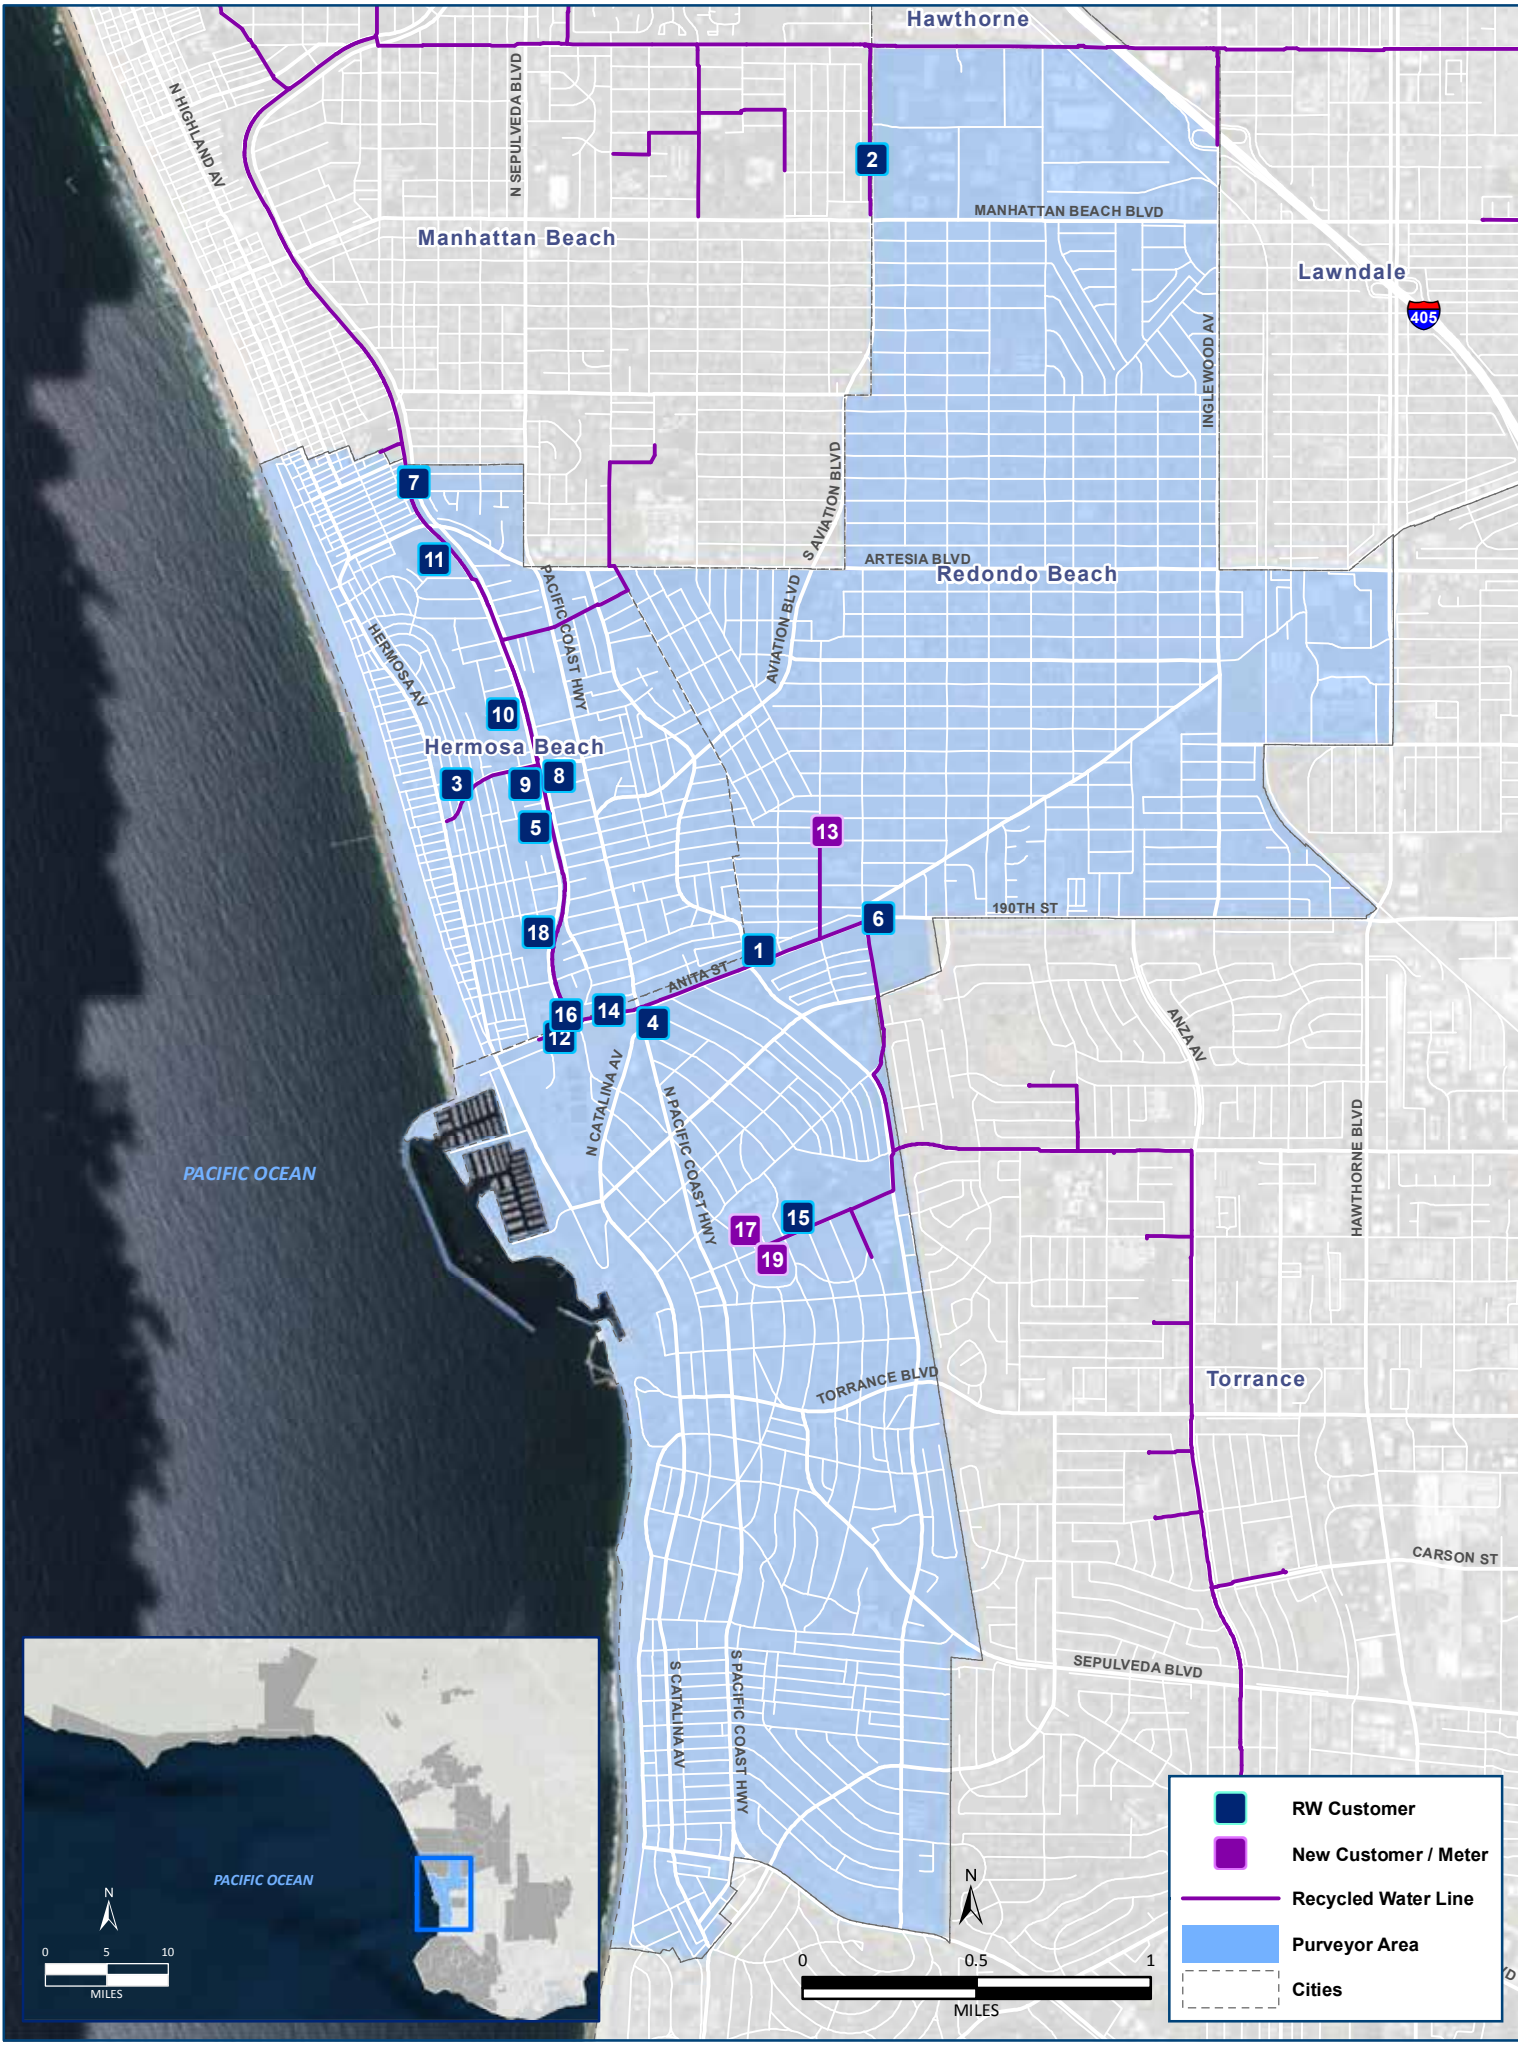 Hawthorne
N HIGHLAND AV
N SEPULVEDA BLVD
2
MANHATTAN BEACH BLVD
Manhattan Beach
Lawndale
405
INGLEWOOD AV
7
S AVIATION BLVD
11
ARTESIA BLVD
Redondo Beach
PACIFIC COAST HWY
AVIATION BLVD
HERMOSA AV
10
Hermosa Beach
3
9
8
5
13
18
6
190TH ST
1
ANITA ST
16
14
4
12
ANZA AV
N CATALINA AV
N PACIFIC COAST HWY
HAWTHORNE BLVD
PACIFIC OCEAN
17
15
19
TORRANCE BLVD
Torrance
CARSON ST
SEPULVEDA BLVD
S CATALINA AV
S PACIFIC COAST HWY
PACIFIC OCEAN
N
0 5 10
MILES
N
0 0.5 1
MILES
RW Customer
New Customer / Meter
Recycled Water Line
Purveyor Area
Cities